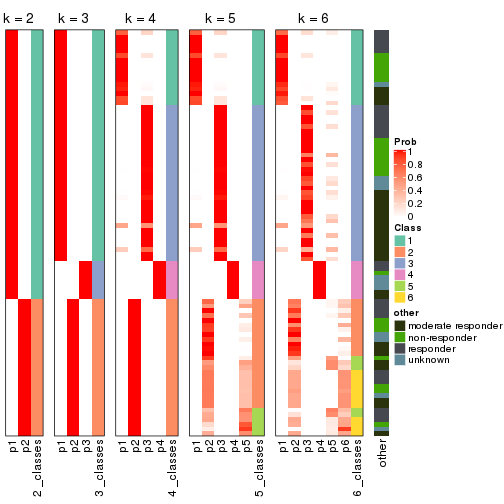 k = 2
k = 3
k = 4
k = 5
k = 6
p1
p2
2_classes
p1
p2
p3
3_classes
p1
p2
p3
p4
4_classes
p1
p2
p3
p4
p5
5_classes
p1
p2
p3
p4
p5
p6
6_classes
other
Prob
1
0.8
0.6
0.4
0.2
0
Class
1
2
3
4
5
6
other
moderate responder
non-responder
responder
unknown